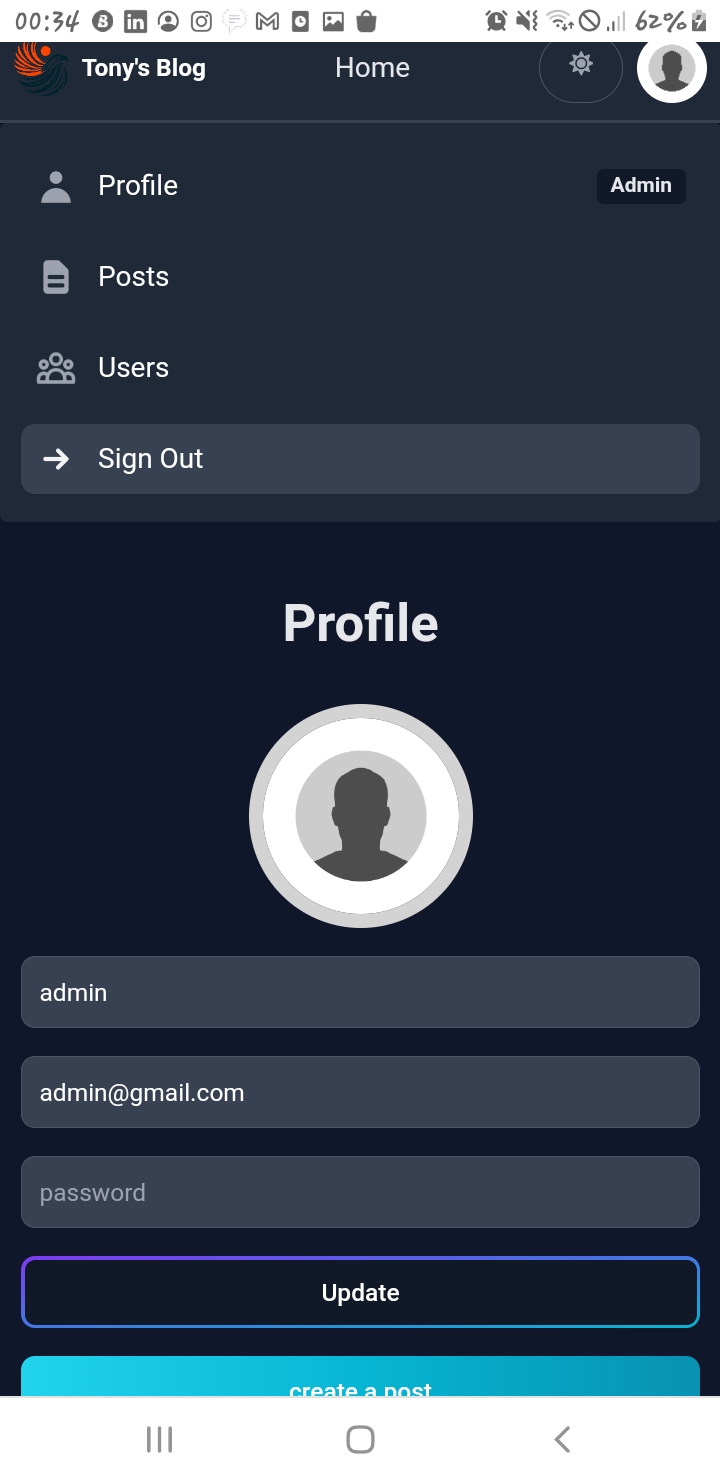 00:34 62%
Tony's Blog Home
Profile Admin
Posts
Users
Sign Out
Profile
admin
admin@gmail.com
password
Update
create a post